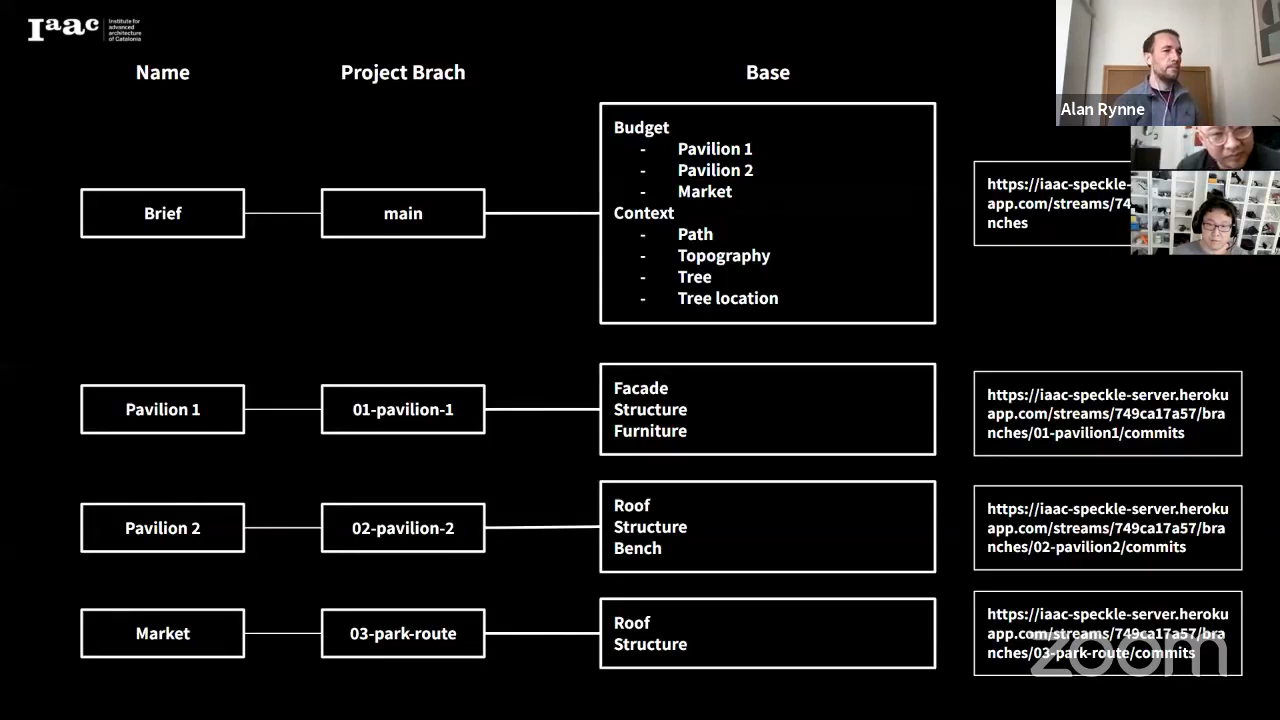 Iaac
Institute for
advanced
architecture
of Catalonia
Name
Project Brach
Base
Alan Rynne
Brief
main
Budget
- Pavilion 1
- Pavilion 2
- Market
Context
- Path
- Topography
- Tree
- Tree location
https://iaac-speckle-
app.com/streams/74
nches
Pavilion 1
01-pavilion-1
Facade
Structure
Furniture
https://iaac-speckle-server.heroku
app.com/streams/749ca17a57/bra
nches/01-pavilion1/commits
Pavilion 2
02-pavilion-2
Roof
Structure
Bench
https://iaac-speckle-server.heroku
app.com/streams/749ca17a57/bra
nches/02-pavilion2/commits
Market
03-park-route
Roof
Structure
https://iaac-speckle-server.heroku
app.com/streams/749ca17a57/bra
nches/03-park-route/commits
zoom